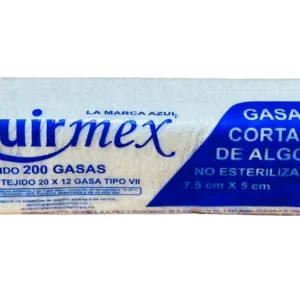 LA MARCA AZUL
uirmex
IDO 200 GASAS
TEJIDO 20 X 12 GASA TIPO VII
GASA
CORTA
DE ALGO
NO ESTERILIZA
7.5 cm X 5 cm